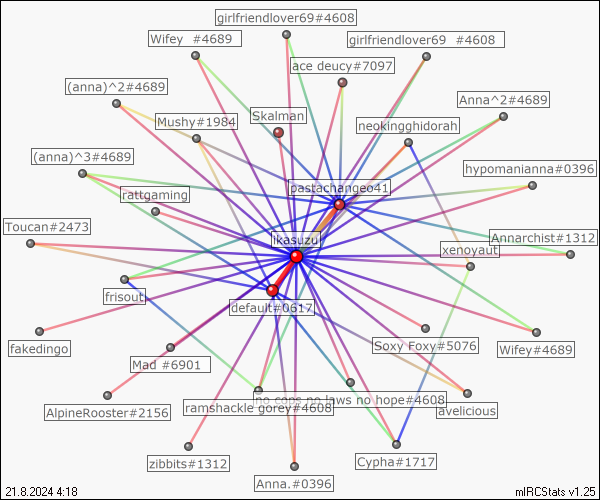 girlfriendlover69#4608
Wifey  #4689
girlfriendlover69  #4608
ace deucy#7097
(anna)^2#4689
Anna^2#4689
Mushy#1984
Skalman
neokingghidorah
(anna)^3#4689
hypomanianna#0396
pastachangeo41
rattgaming
Toucan#2473
ikasuzu
Annarchist#1312
xenoyaut
frisout
default#0617
fakedingo
Soxy Foxy#5076
Wifey#4689
Mad #6901
no cops no laws no hope#4608
ramshackle gorey#4608
AlpineRooster#2156
avelicious
zibbits#1312
Cypha#1717
Anna.#0396
21.8.2024 4:18
mIRCStats v1.25